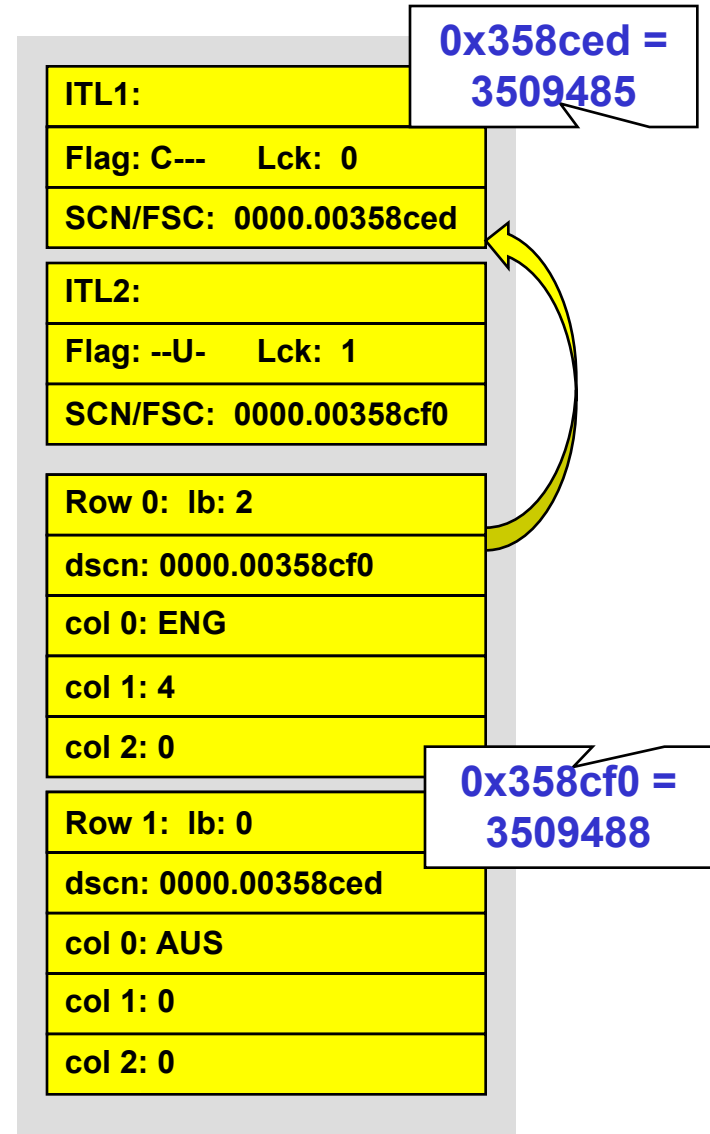 0x358ced =
3509485
ITL1:
Flag: C--- Lck: 0
SCN/FSC: 0000.00358ced
ITL2:
Flag: --U- Lck: 1
SCN/FSC: 0000.00358cf0
Row 0: lb: 2
dscn: 0000.00358cf0
col 0: ENG
col 1: 4
col 2: 0
0x358cf0 =
3509488
Row 1: lb: 0
dscn: 0000.00358ced
col 0: AUS
col 1: 0
col 2: 0